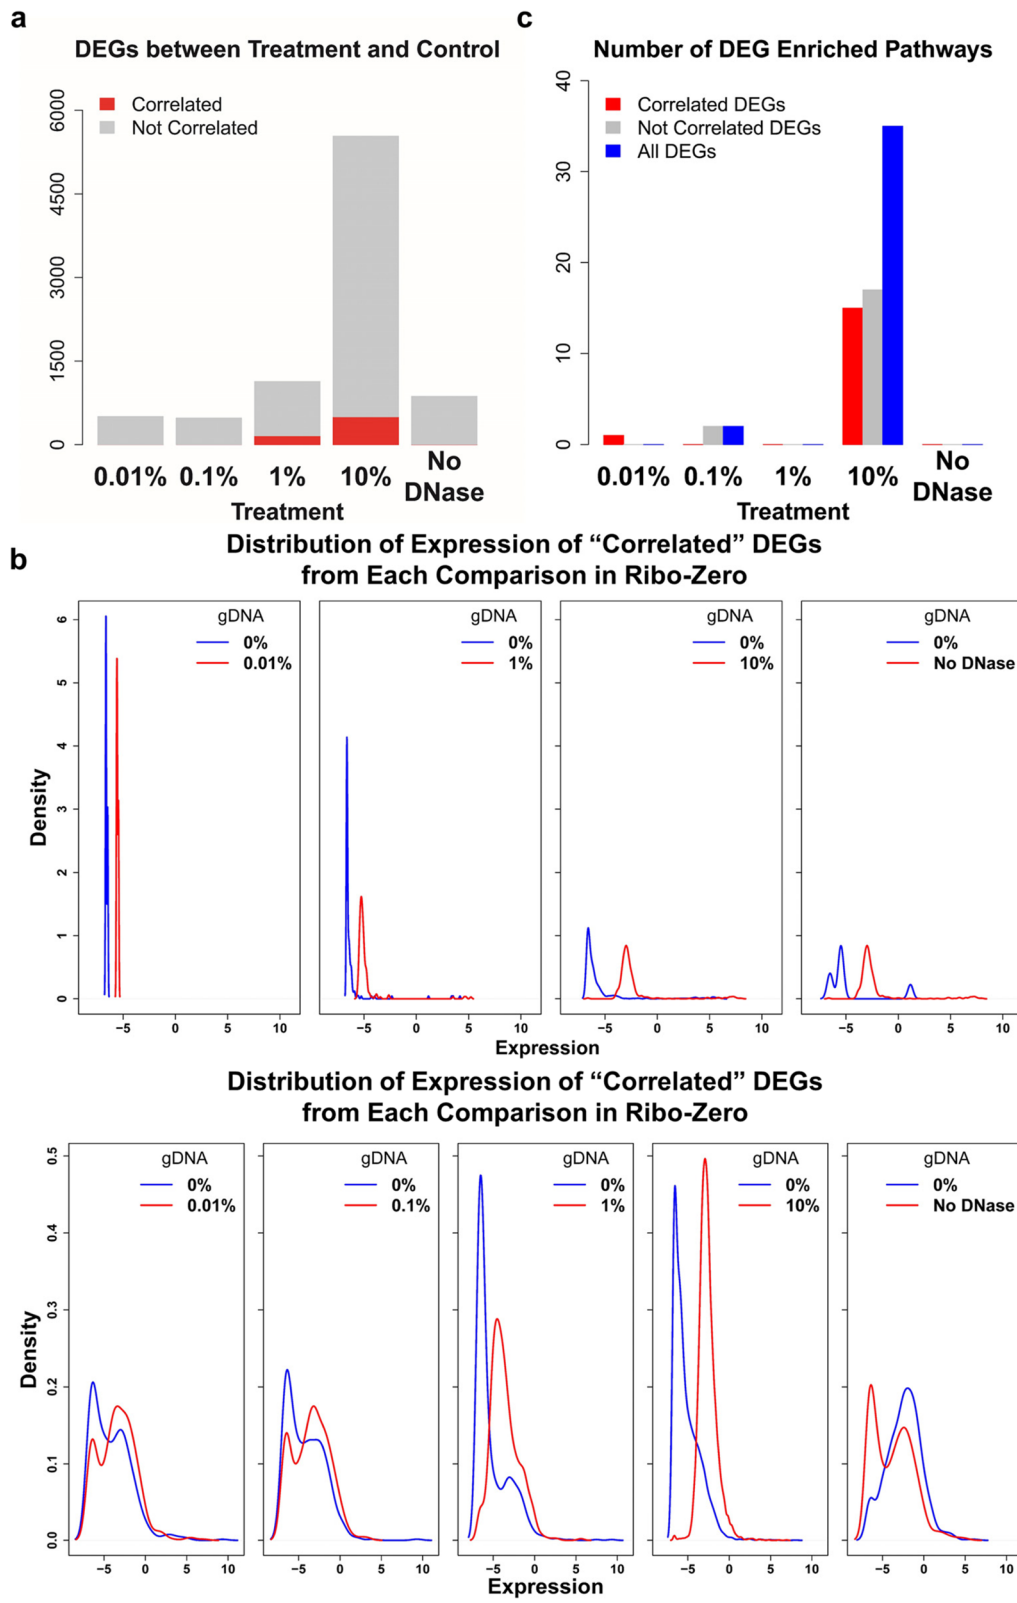 a
DEGs between Treatment and Control
Correlated
Not Correlated
6000
4500
3000
1500
0
0.01% 0.1% 1% 10% No DNase
Treatment
c
Number of DEG Enriched Pathways
Correlated DEGs
Not Correlated DEGs
All DEGs
40
30
20
10
0
0.01% 0.1% 1% 10% No DNase
Treatment
b
Distribution of Expression of “Correlated” DEGs
from Each Comparison in Ribo-Zero
Density
6
5
4
3
2
1
0
gDNA
0%
0.01%
−5 0 5 10
gDNA
0%
1%
−5 0 5 10
gDNA
0%
10%
−5 0 5 10
gDNA
0%
No DNase
−5 0 5 10
Expression
Distribution of Expression of “Correlated” DEGs
from Each Comparison in Ribo-Zero
Density
0.5
0.4
0.3
0.2
0.1
0.0
gDNA
0%
0.01%
−5 0 5 10
gDNA
0%
0.1%
−5 0 5 10
gDNA
0%
1%
−5 0 5 10
gDNA
0%
10%
−5 0 5 10
gDNA
0%
No DNase
−5 0 5 10
Expression